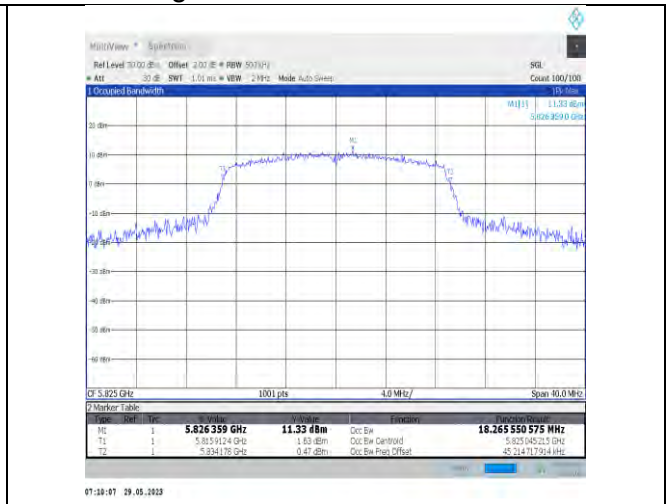 MultiView Spectrum
Ref Level 30.00 dBm Offset 2.00 dB RBW 500 kHz SGL
Att 30 dB SWT 1.01 ms VBW 2 MHz Mode Auto Sweep Count 100/100
1 Occupied Bandwidth
M1[1] 11.33 dBm
5.826 359 0 GHz
20 dBm
M1
10 dBm
T1 T2
0 dBm
-10 dBm
-20 dBm
-30 dBm
-40 dBm
-50 dBm
-60 dBm
CF 5.825 GHz 1001 pts 4.0 MHz/ Span 40.0 MHz
2 Marker Table
Type Ref Trc X-Value Y-Value Function Function Result
M1 1 5.826 359 GHz 11.33 dBm Occ Bw 18.265 550 575 MHz
T1 1 5.815 912 4 GHz 1.63 dBm Occ Bw Centroid 5.825 045 215 GHz
T2 1 5.834 178 GHz 0.47 dBm Occ Bw Freq Offset 45.214 717 914 kHz
07:20:07 29.05.2023